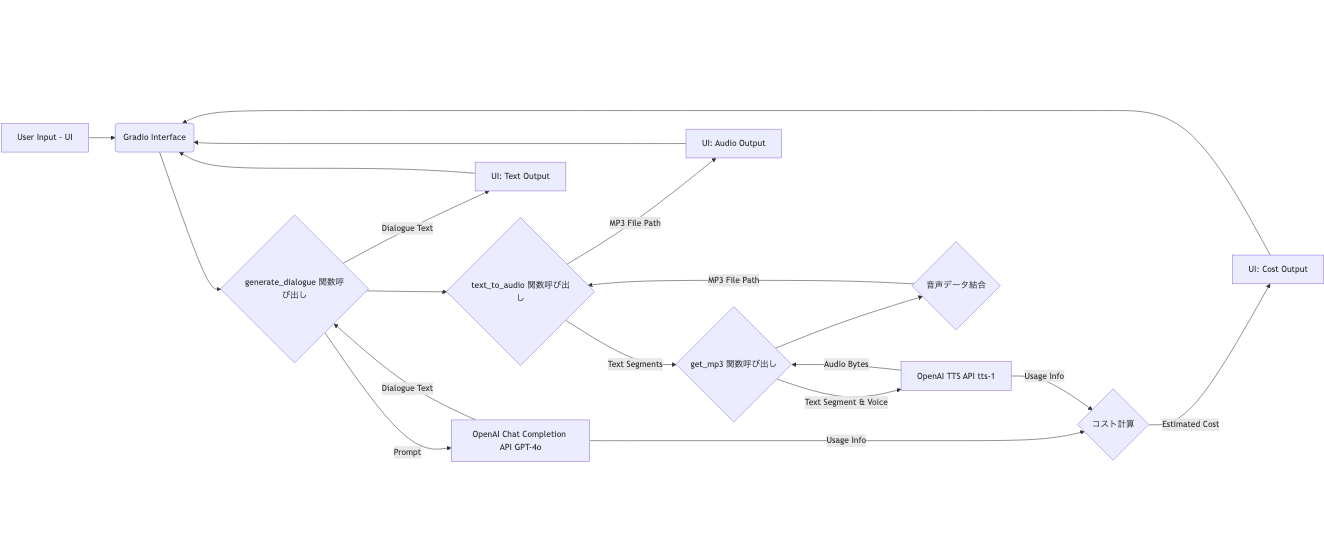 User Input - UI
Gradio Interface
UI: Audio Output
UI: Text Output
Dialogue Text
MP3 File Path
generate_dialogue 関数呼
び出し
text_to_audio 関数呼び出
し
MP3 File Path
音声データ結合
UI: Cost Output
Text Segments
get_mp3 関数呼び出し
Audio Bytes
OpenAI TTS API tts-1
Usage Info
Dialogue Text
Text Segment & Voice
OpenAI Chat Completion
API GPT-4o
Prompt
Usage Info
コスト計算
Estimated Cost